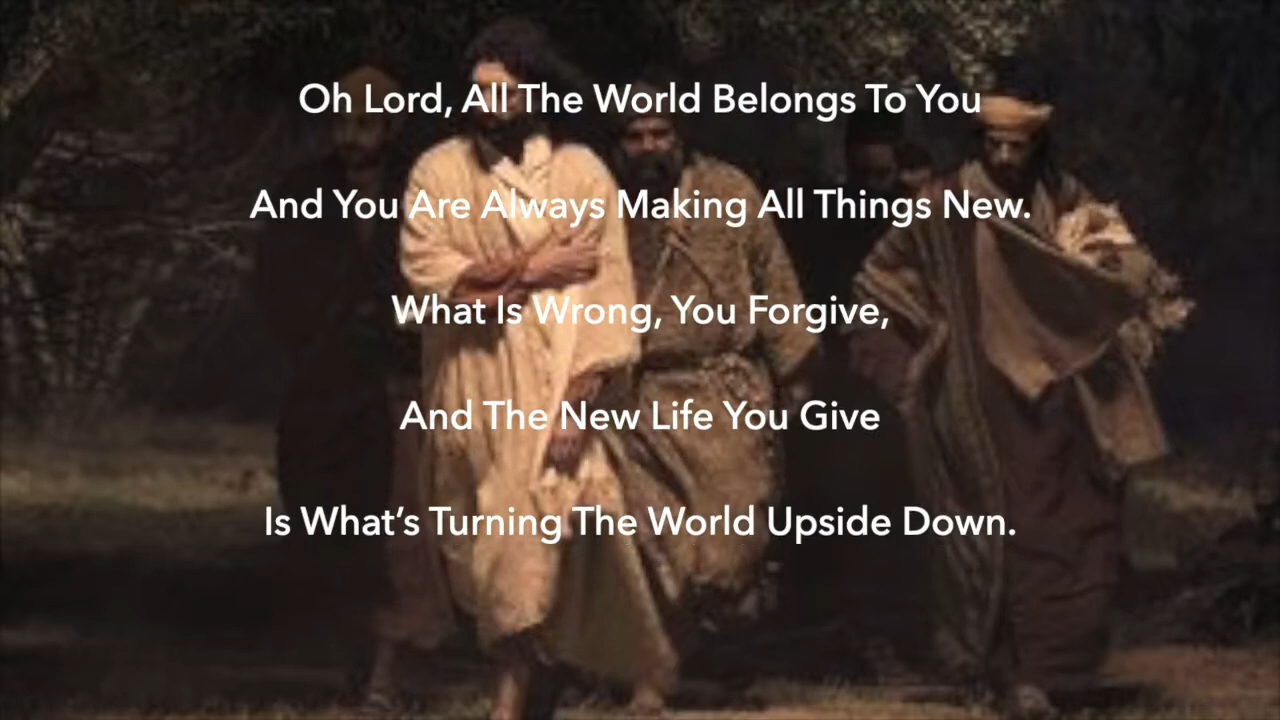 Oh Lord, All The World Belongs To You
And You Are Always Making All Things New.
What Is Wrong, You Forgive,
And The New Life You Give
Is What’s Turning The World Upside Down.